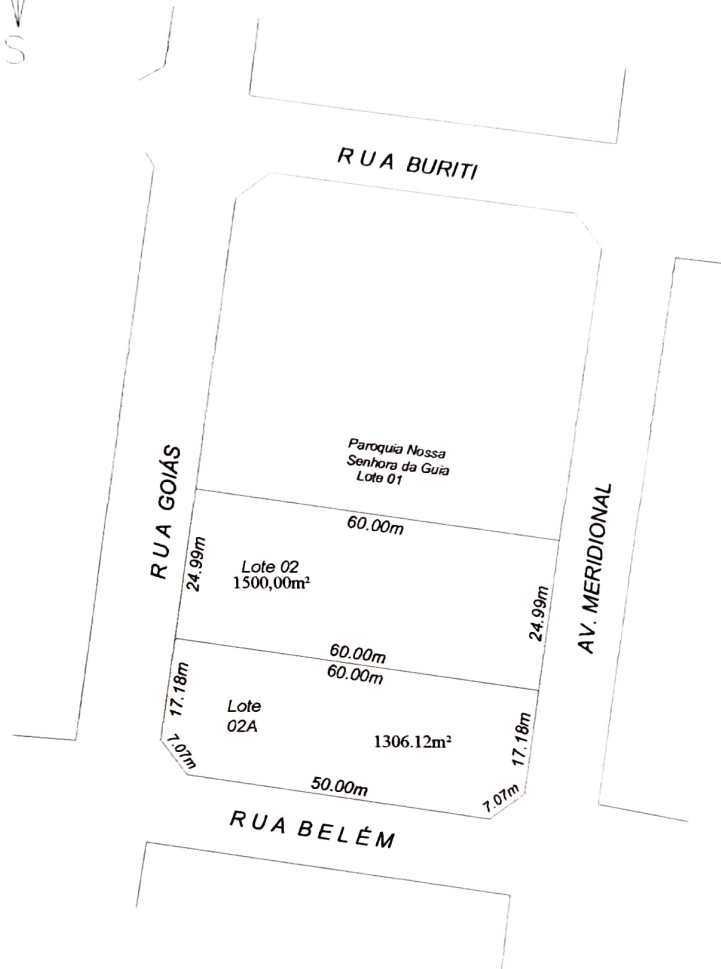 S
RUA BURITI
Paroquia Nossa
Senhora da Guia
Lote 01
RUA GOIÁS
60.00m
AV. MERIDIONAL
24.99m
Lote 02
1500,00m²
24.99m
60.00m
60.00m
17.18m
Lote
02A
1306.12m²
17.18m
7.07m
50.00m
7.07m
RUA BELÉM